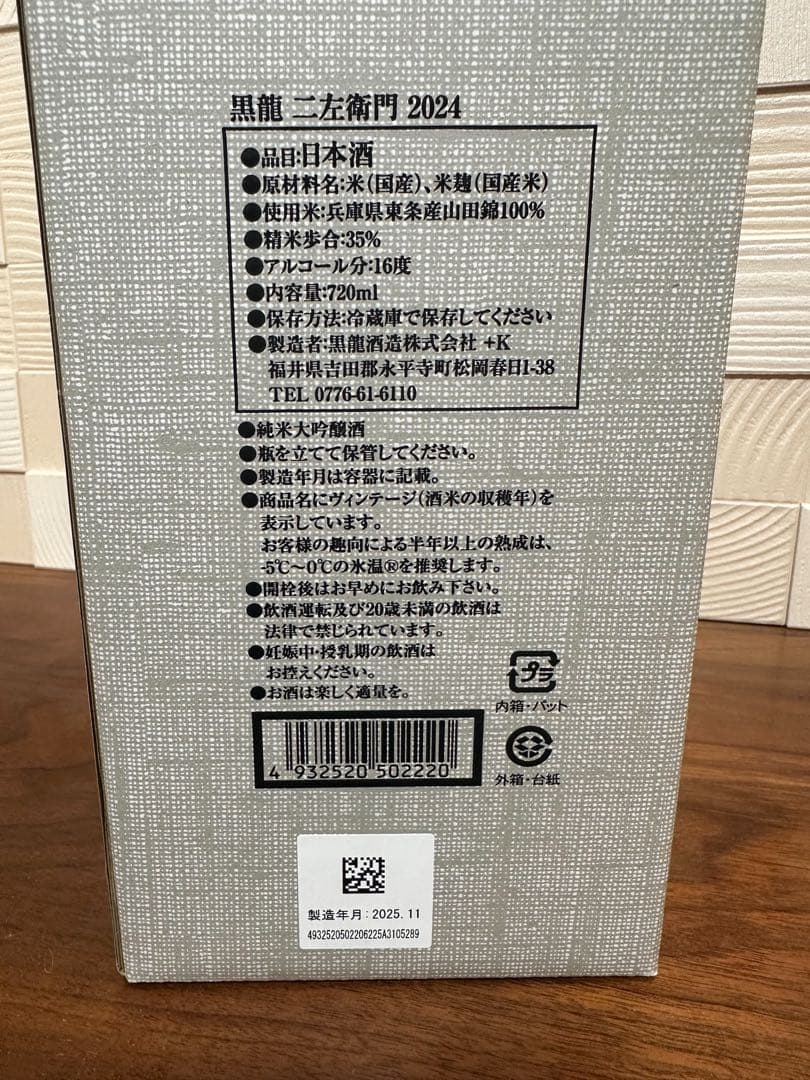 黒龍 二左衛門 2024
●品目:日本酒
●原材料名:米(国産)、米麹(国産米)
●使用米:兵庫県東条産山田錦100%
●精米歩合:35%
●アルコール分:16度
●内容量:720ml
●保存方法:冷蔵庫で保存してください
●製造者:黒龍酒造株式会社 +K
福井県吉田郡永平寺町松岡春日1-38
TEL 0776-61-6110
●純米大吟醸酒
●瓶を立てて保管してください。
●製造年月は容器に記載。
●商品名にヴィンテージ(酒米の収穫年)を
表示しています。
お客様の趣向による半年以上の熟成は、
-5℃〜0℃の氷温®を推奨します。
●開栓後はお早めにお飲み下さい。
●飲酒運転及び20歳未満の飲酒は
法律で禁じられています。
●妊娠中・授乳期の飲酒は
お控えください。
●お酒は楽しく適量を。
プラ
内箱・パット
外箱・台紙
4 932520 502220
製造年月:2025.11
4932520502206225A3105289